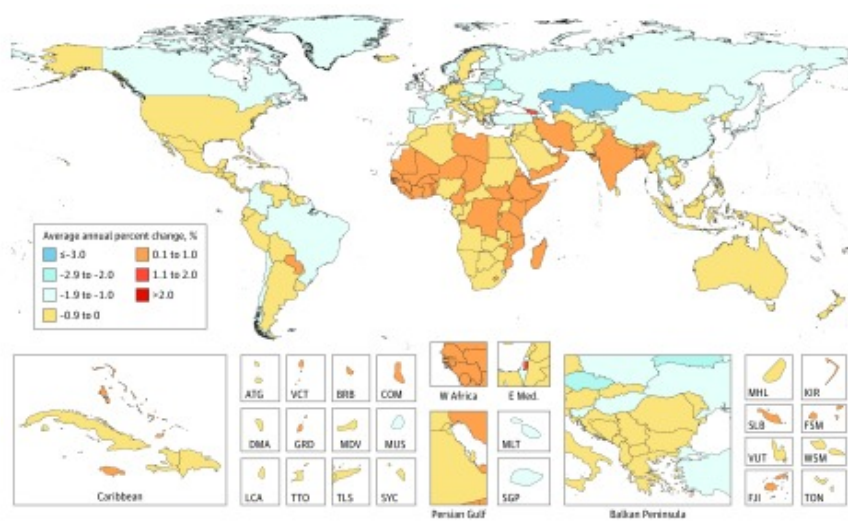 Average annual percent change, %
≤-3.0
0.1 to 1.0
-2.9 to -2.0
1.1 to 2.0
-1.9 to -1.0
>2.0
-0.9 to 0
ATG
VCT
BRB
COM
W Africa
E Med.
MHL
KIR
DMA
GRD
MDV
MUS
MLT
SLB
FSM
VUT
WSM
LCA
TTO
TLS
SYC
SGP
FJI
TON
Caribbean
Persian Gulf
Balkan Peninsula